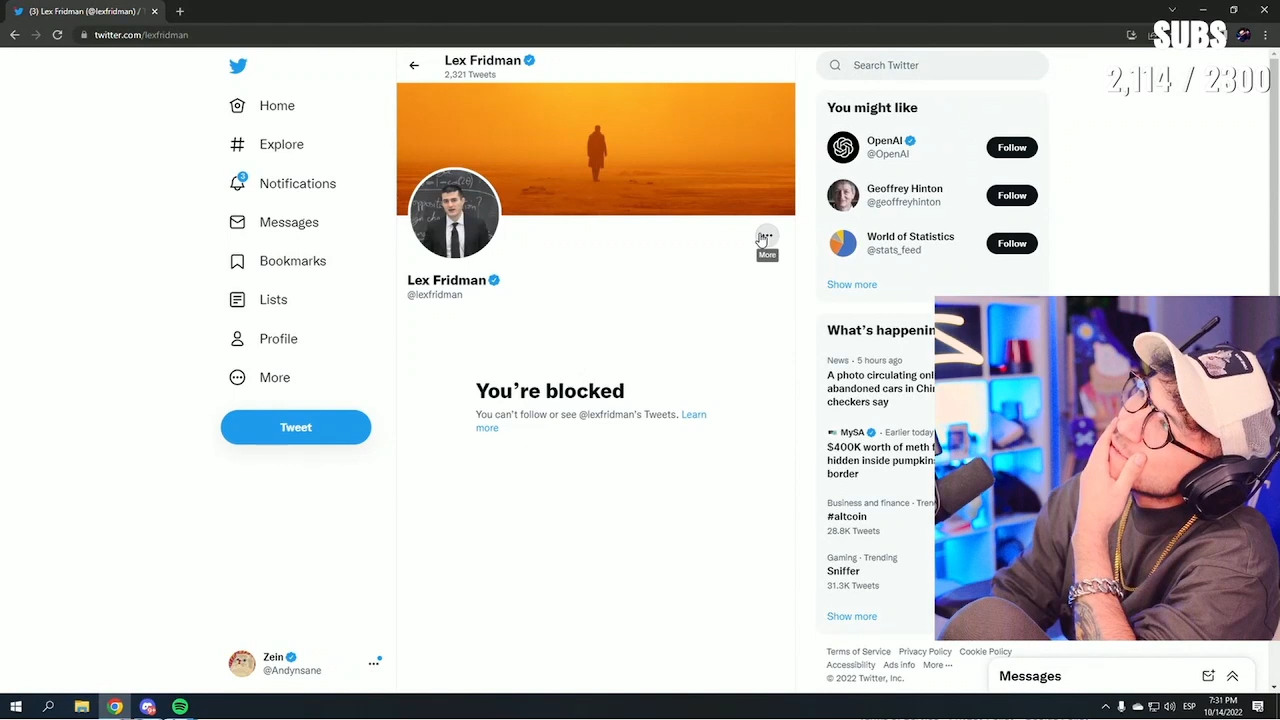 (3) Lex Fridman (@lexfridman) / T
twitter.com/lexfridman
SUBS
2,114 / 2300
Home
Explore
3
Notifications
Messages
Bookmarks
Lists
Profile
More
Tweet
Zein
@Andynsane
Lex Fridman
2,321 Tweets
More
Lex Fridman
@lexfridman
You're blocked
You can't follow or see @lexfridman's Tweets. Learn
more
Search Twitter
You might like
OpenAI
@OpenAI
Follow
Geoffrey Hinton
@geoffreyhinton
Follow
World of Statistics
@stats_feed
Follow
Show more
What's happenin
News · 5 hours ago
A photo circulating onl
abandoned cars in Chin
checkers say
MySA · Earlier today
$400K worth of meth f
hidden inside pumpkin
border
Business and finance · Tren
#altcoin
28.8K Tweets
Gaming · Trending
Sniffer
31.3K Tweets
Show more
Terms of Service Privacy Policy Cookie Policy
Accessibility Ads info More ···
© 2022 Twitter, Inc.
Messages
ESP
7:31 PM
10/14/2022